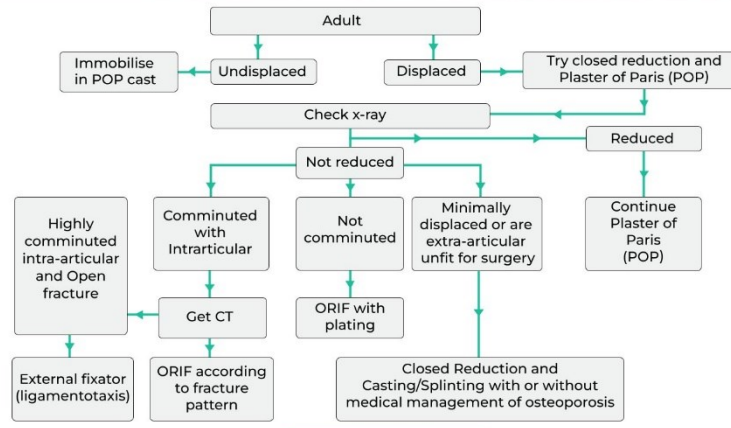 Adult
Immobilise
in POP cast
Undisplaced
Displaced
Try closed reduction and
Plaster of Paris (POP)
Check x-ray
Reduced
Not reduced
Highly
comminuted
intra-articular
and Open
fracture
Comminuted
with
Intrarticular
Not
comminuted
Minimally
displaced or are
extra-articular
unfit for surgery
Continue
Plaster of
Paris
(POP)
Get CT
ORIF with
plating
External fixator
(ligamentotaxis)
ORIF according
to fracture
pattern
Closed Reduction and
Casting/Splinting with or without
medical management of osteoporosis